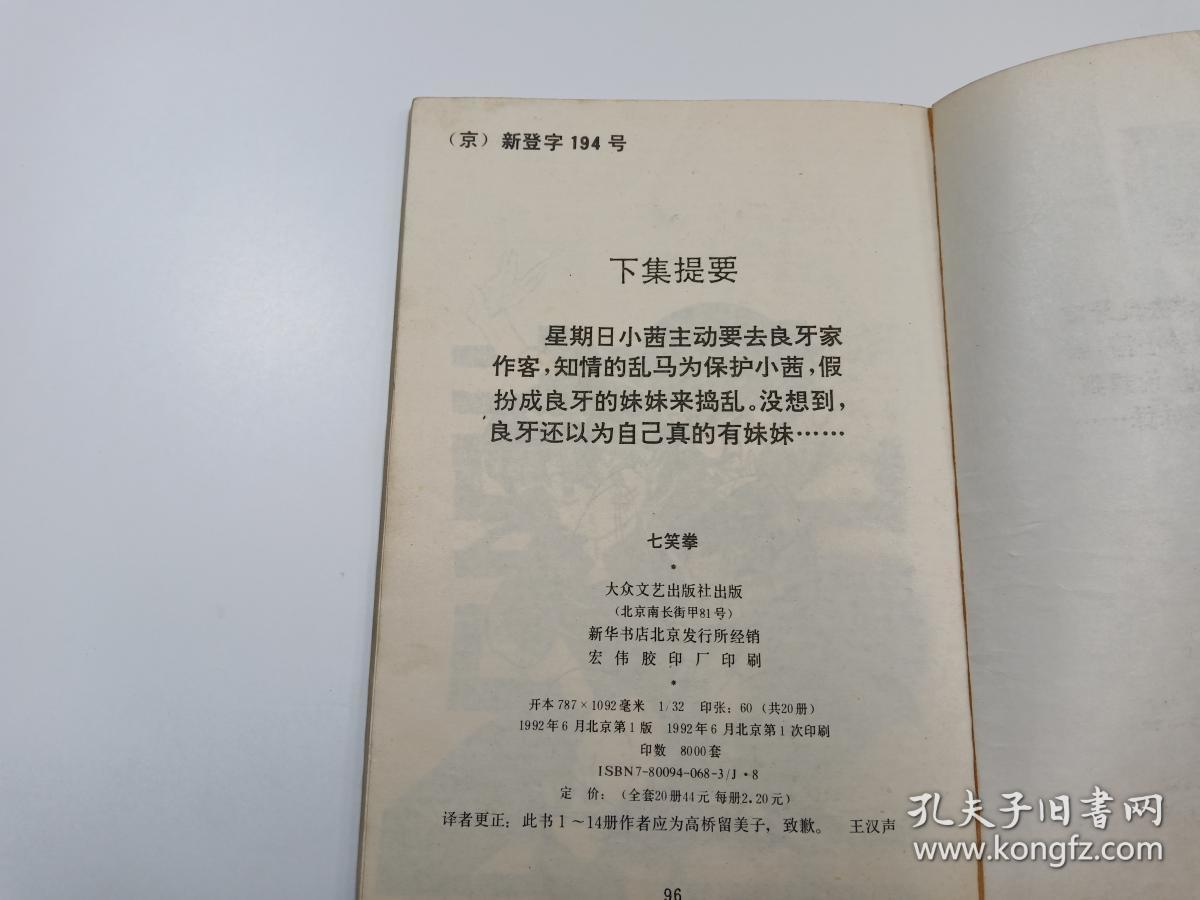 （京）新登字194号
下集提要
星期日小茜主动要去良牙家
作客，知情的乱马为保护小茜，假
扮成良牙的妹妹来捣乱。没想到，
良牙还以为自己真的有妹妹……
七笑拳
*
大众文艺出版社出版
（北京南长街甲81号）
新华书店北京发行所经销
宏伟胶印厂印刷
*
开本787×1092毫米 1/32 印张：60（共20册）
1992年6月北京第1版 1992年6月北京第1次印刷
印数 8000套
ISBN7-80094-068-3/J·8
定价：（全套20册44元 每册2.20元）
译者更正：此书1～14册作者应为高桥留美子，致歉。 王汉声
96
孔夫子旧书网
www.kongfz.com